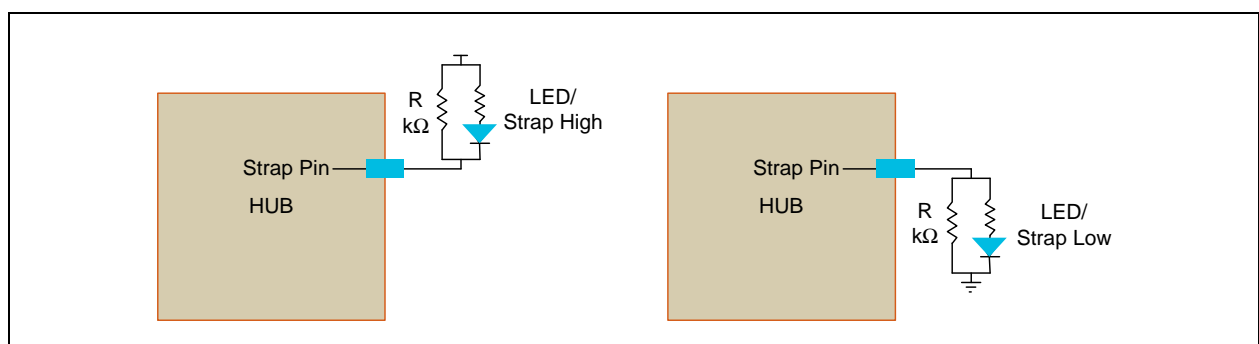 R
kΩ
LED/
Strap High
Strap Pin
HUB
R
kΩ
LED/
Strap Low
Strap Pin
HUB